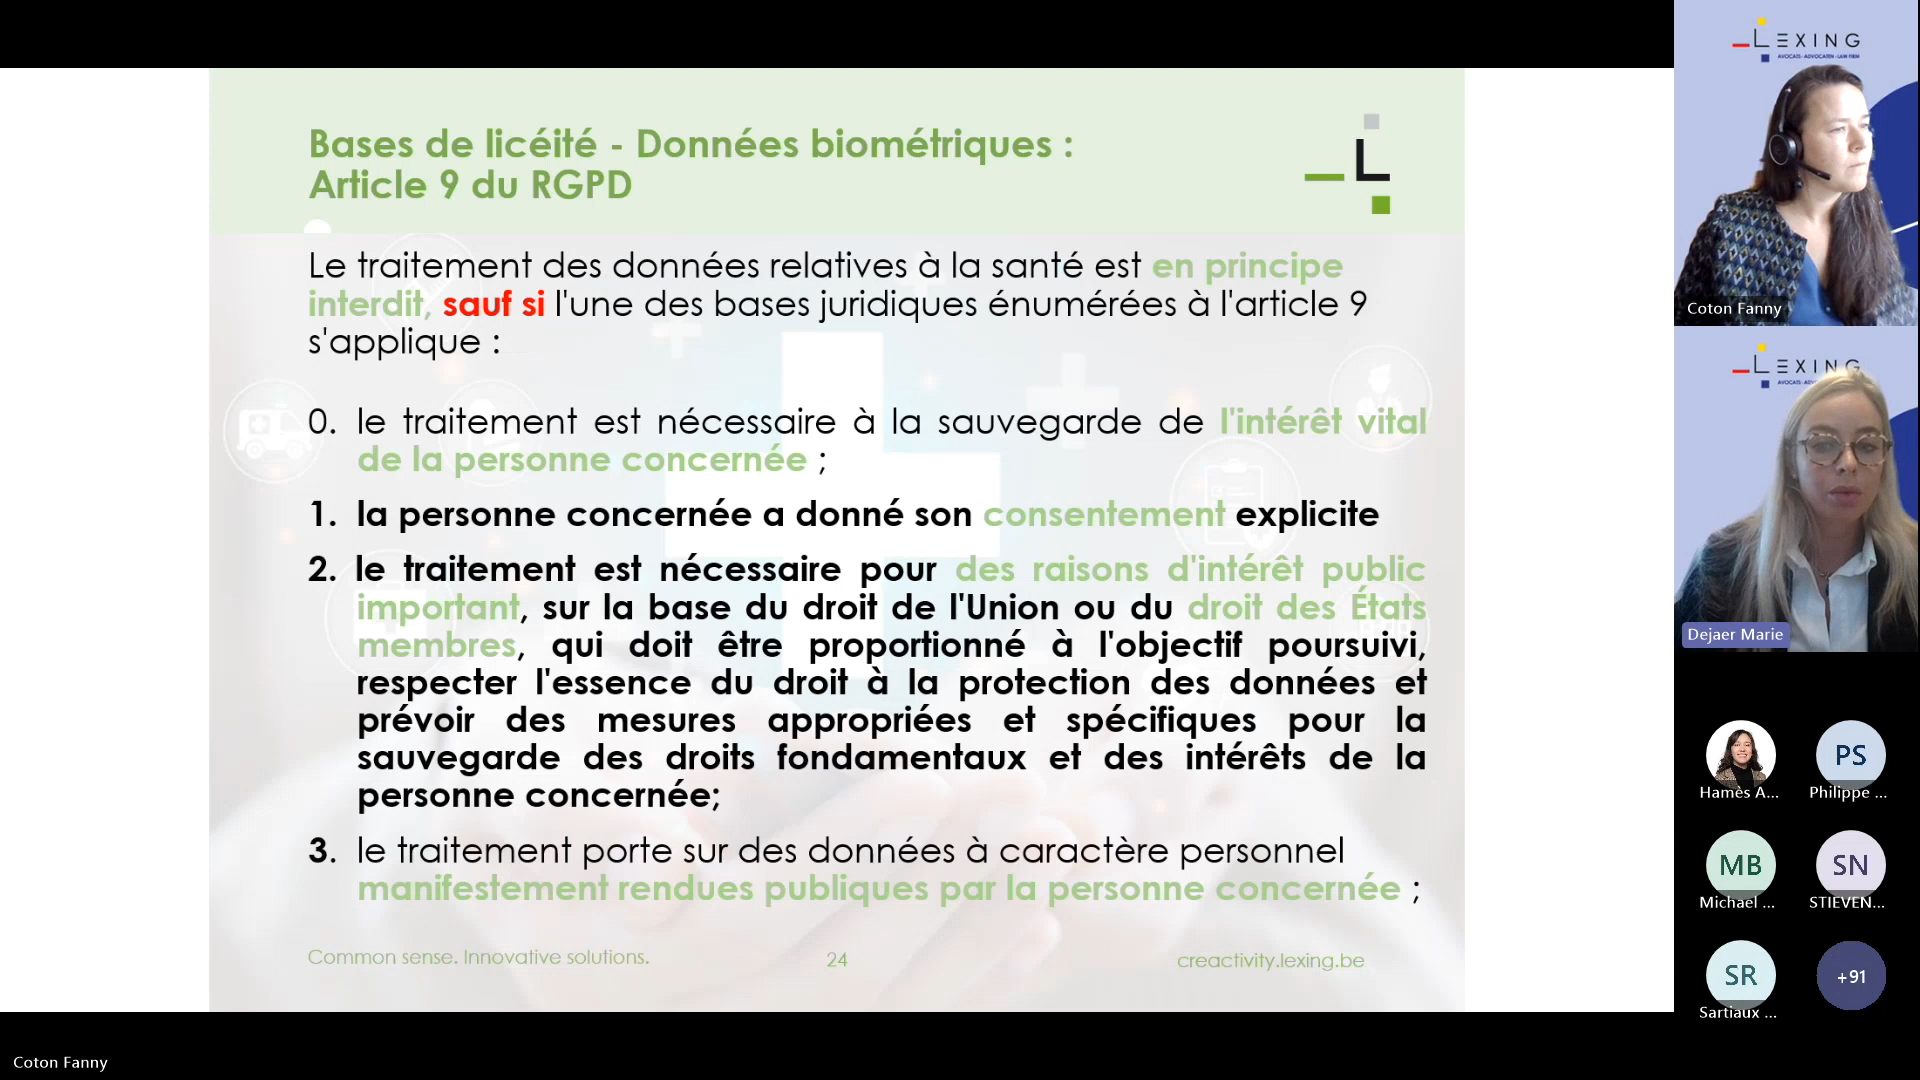 Bases de licéité - Données biométriques :
Article 9 du RGPD
Le traitement des données relatives à la santé est en principe
interdit, sauf si l'une des bases juridiques énumérées à l'article 9
s'applique :
0. le traitement est nécessaire à la sauvegarde de l'intérêt vital
de la personne concernée ;
1. la personne concernée a donné son consentement explicite
2. le traitement est nécessaire pour des raisons d'intérêt public
important, sur la base du droit de l'Union ou du droit des États
membres, qui doit être proportionné à l'objectif poursuivi,
respecter l'essence du droit à la protection des données et
prévoir des mesures appropriées et spécifiques pour la
sauvegarde des droits fondamentaux et des intérêts de la
personne concernée;
3. le traitement porte sur des données à caractère personnel
manifestement rendues publiques par la personne concernée ;
Common sense. Innovative solutions.
24
creactivity.lexing.be
L
LEXING
AVOCATS - ADVOCATEN - LAW FIRM
Coton Fanny
LEXING
Dejaer Marie
Hamès A...
PS
Philippe ...
MB
Michael ...
SN
STIEVEN...
SR
Sartiaux ...
+91
Coton Fanny